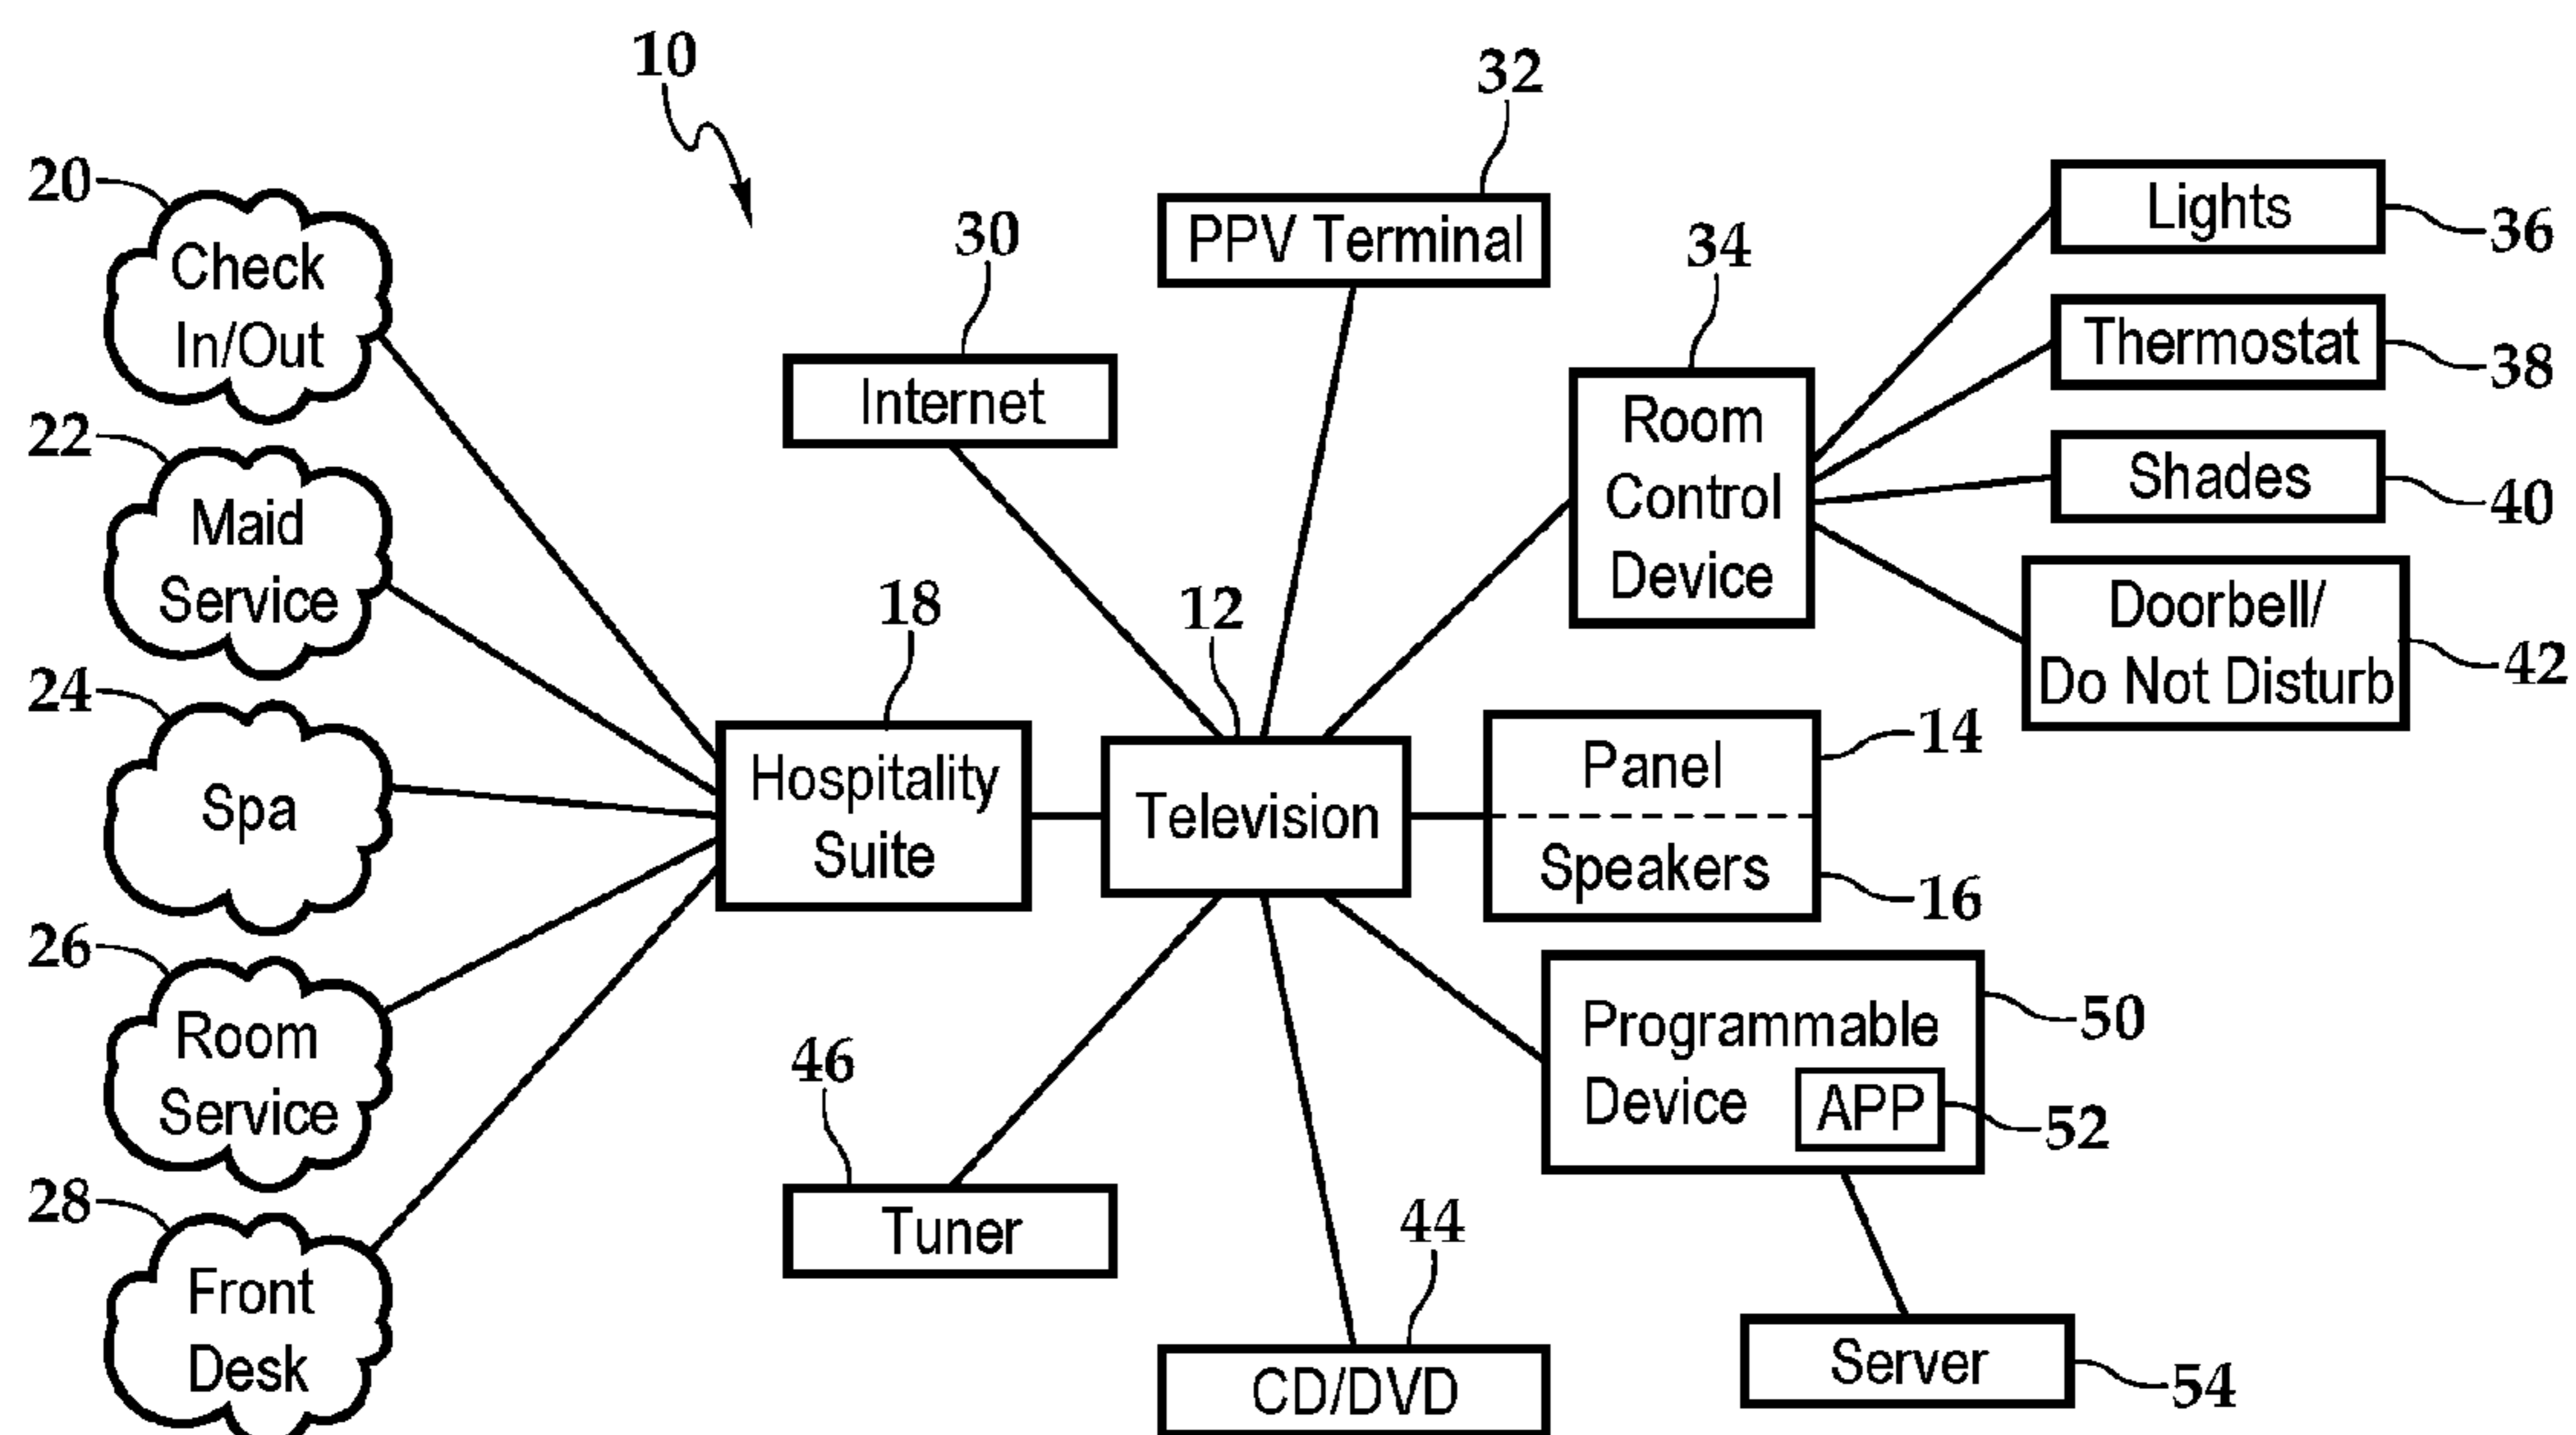 10
32
20
Check
In/Out
30
PPV Terminal
34
Lights
36
Internet
Thermostat
38
22
Maid
Service
Room
Control
Device
Shades
40
18
12
Doorbell/
Do Not Disturb
42
24
Spa
Hospitality
Suite
Television
Panel
14
Speakers
16
26
Room
Service
46
Programmable
Device
50
APP
52
28
Front
Desk
Tuner
44
CD/DVD
Server
54